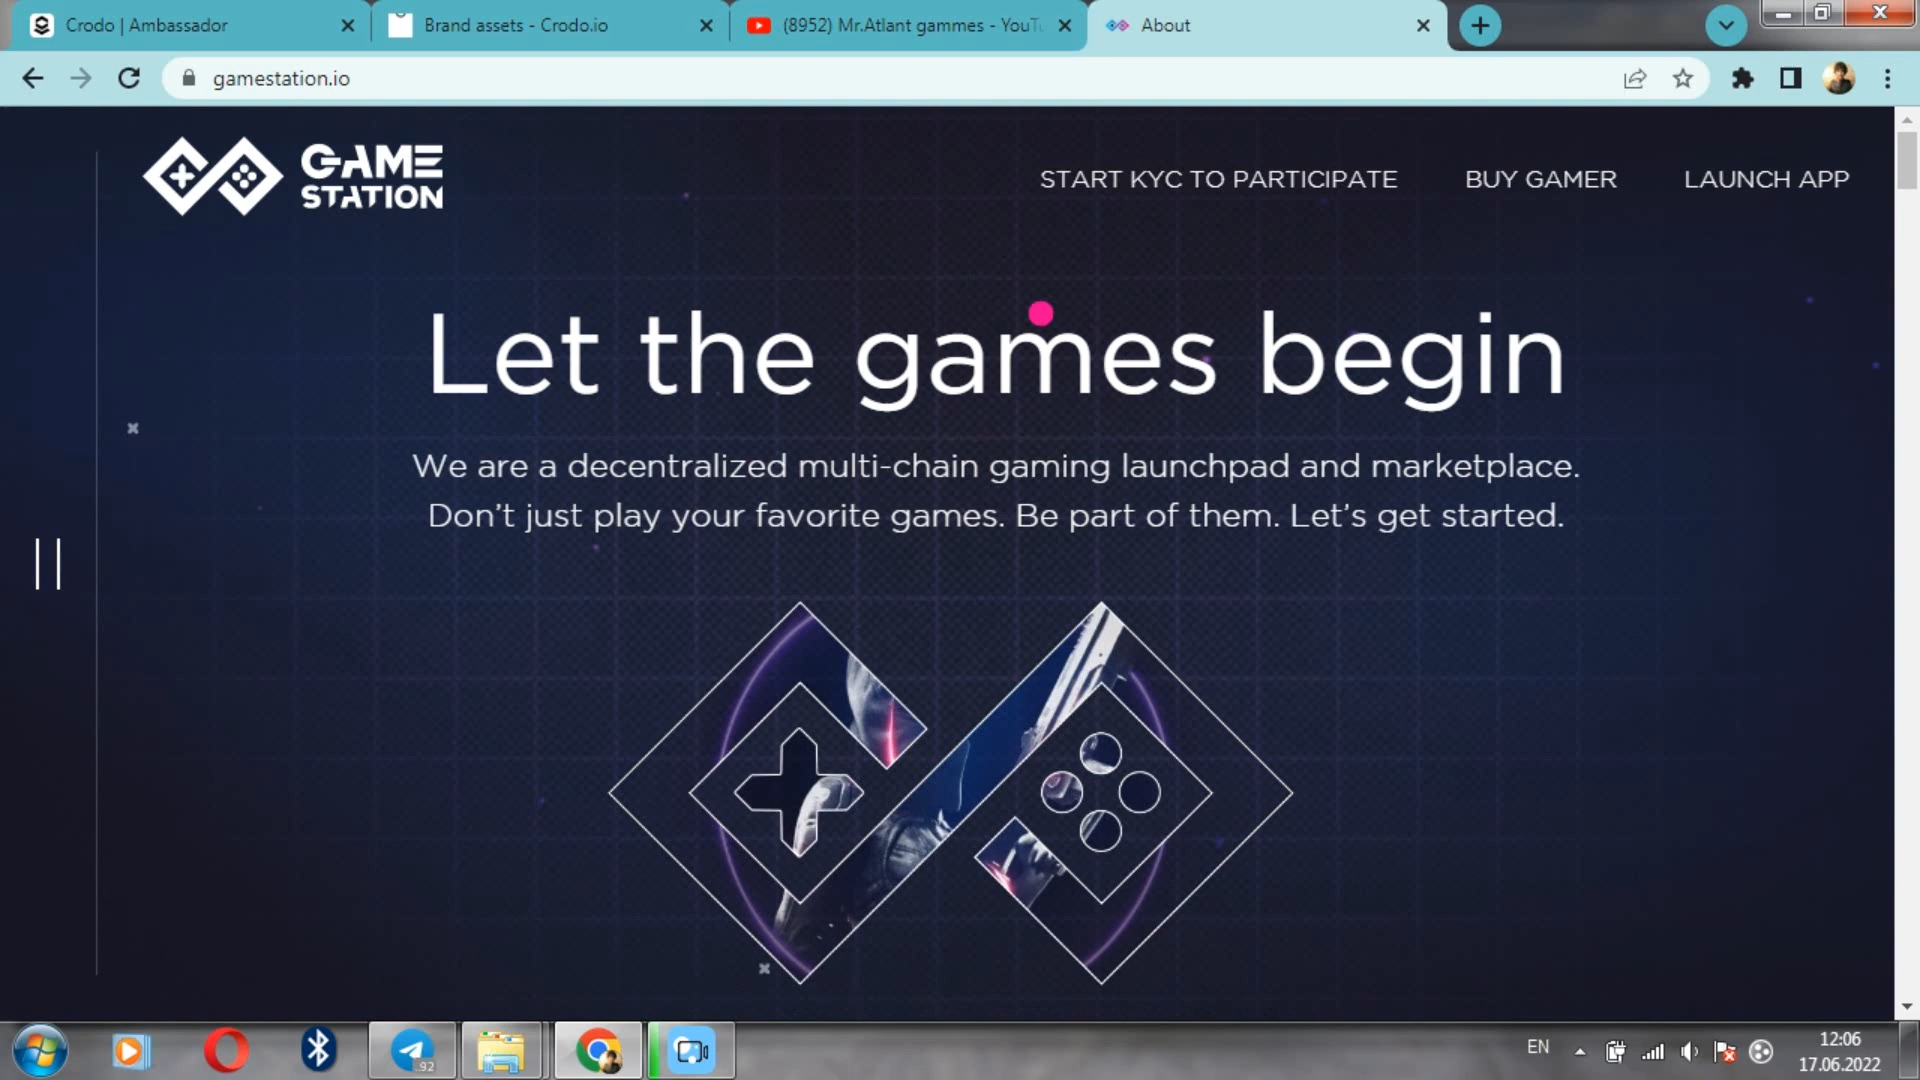 Crodo | Ambassador
Brand assets - Crodo.io
(8952) Mr.Atlant gammes - YouTu
About
gamestation.io
GAME
STATION
START KYC TO PARTICIPATE
BUY GAMER
LAUNCH APP
Let the games begin
We are a decentralized multi-chain gaming launchpad and marketplace.
Don't just play your favorite games. Be part of them. Let's get started.
..92
EN
12:06
17.06.2022